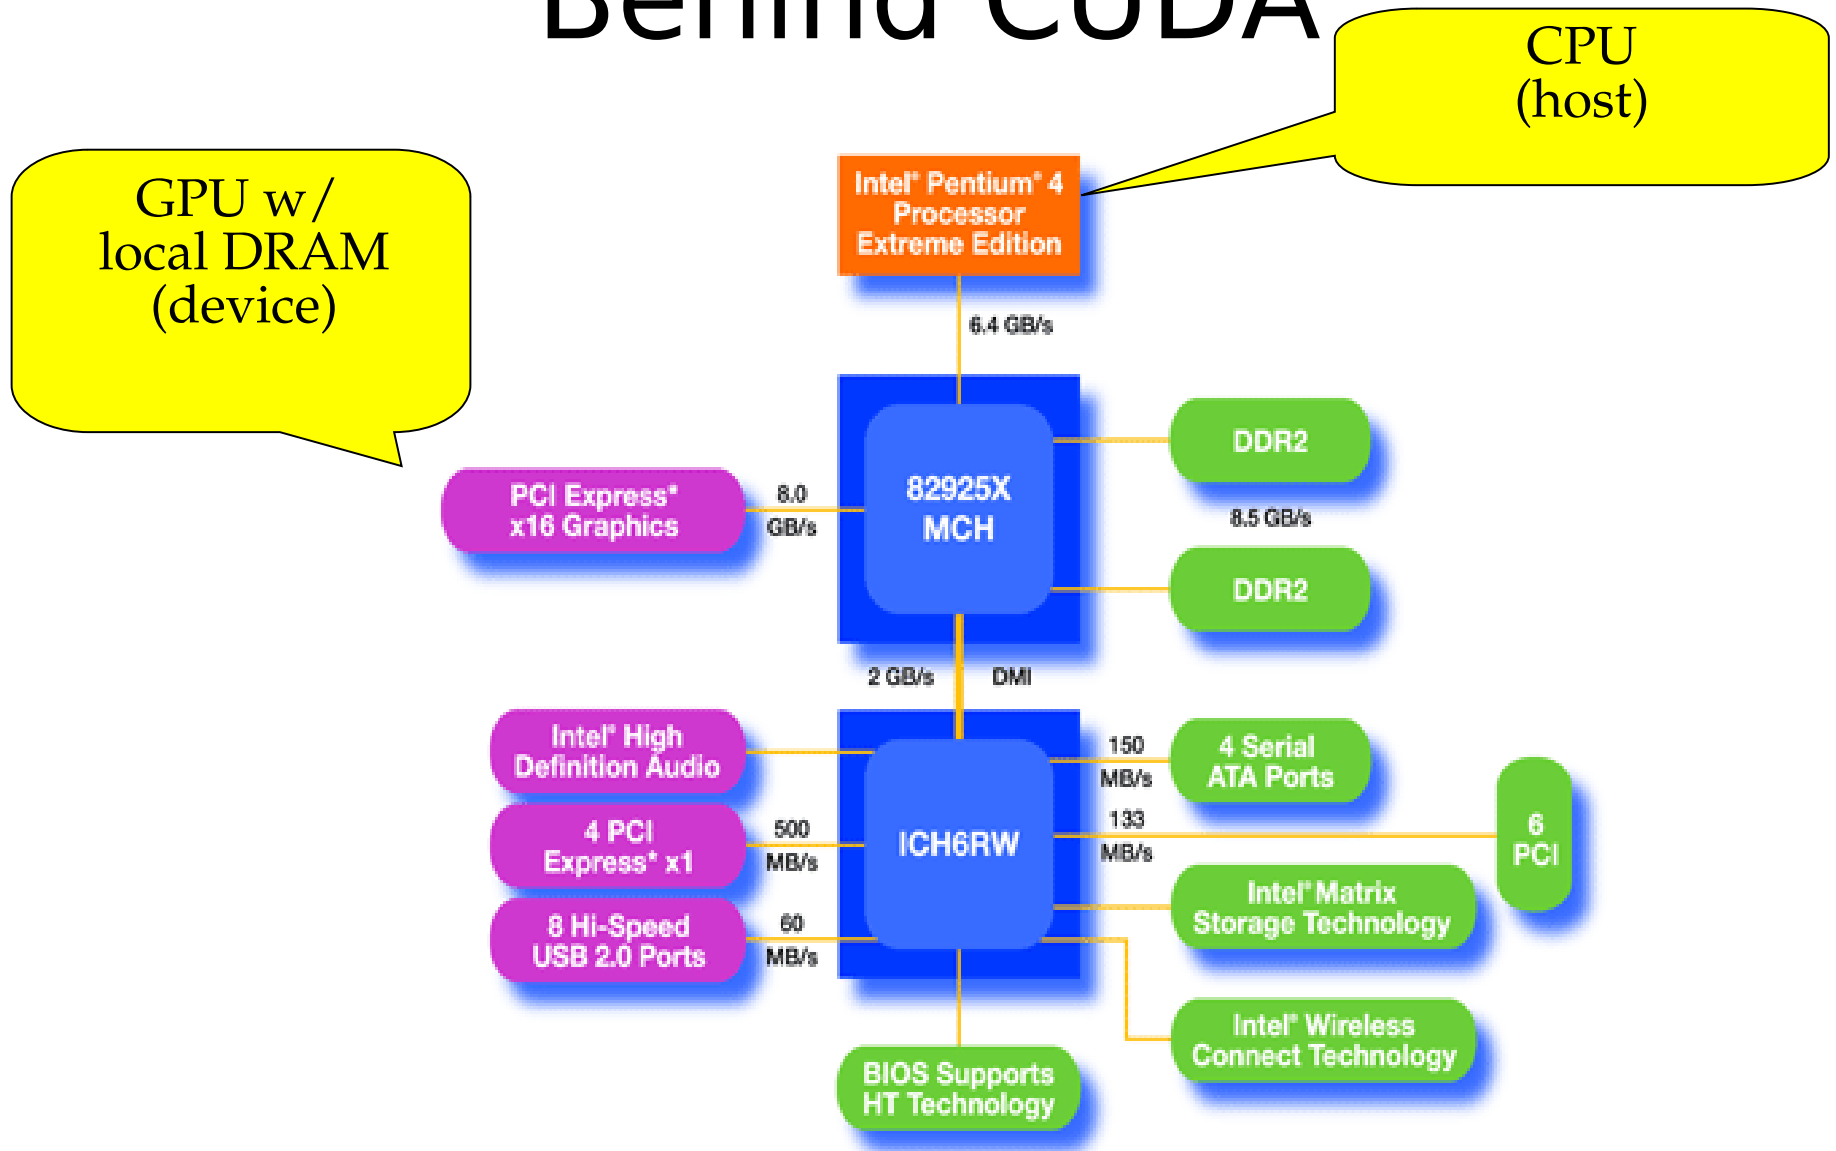 Behind CUDA
CPU
(host)
GPU w/
local DRAM
(device)
Intel® Pentium® 4
Processor
Extreme Edition
6.4 GB/s
PCI Express*
x16 Graphics
8.0
GB/s
82925X
MCH
DDR2
8.5 GB/s
DDR2
2 GB/s
DMI
Intel® High
Definition Audio
4 PCI
Express* x1
500
MB/s
8 Hi-Speed
USB 2.0 Ports
60
MB/s
ICH6RW
150
MB/s
4 Serial
ATA Ports
133
MB/s
6
PCI
Intel® Matrix
Storage Technology
Intel® Wireless
Connect Technology
BIOS Supports
HT Technology